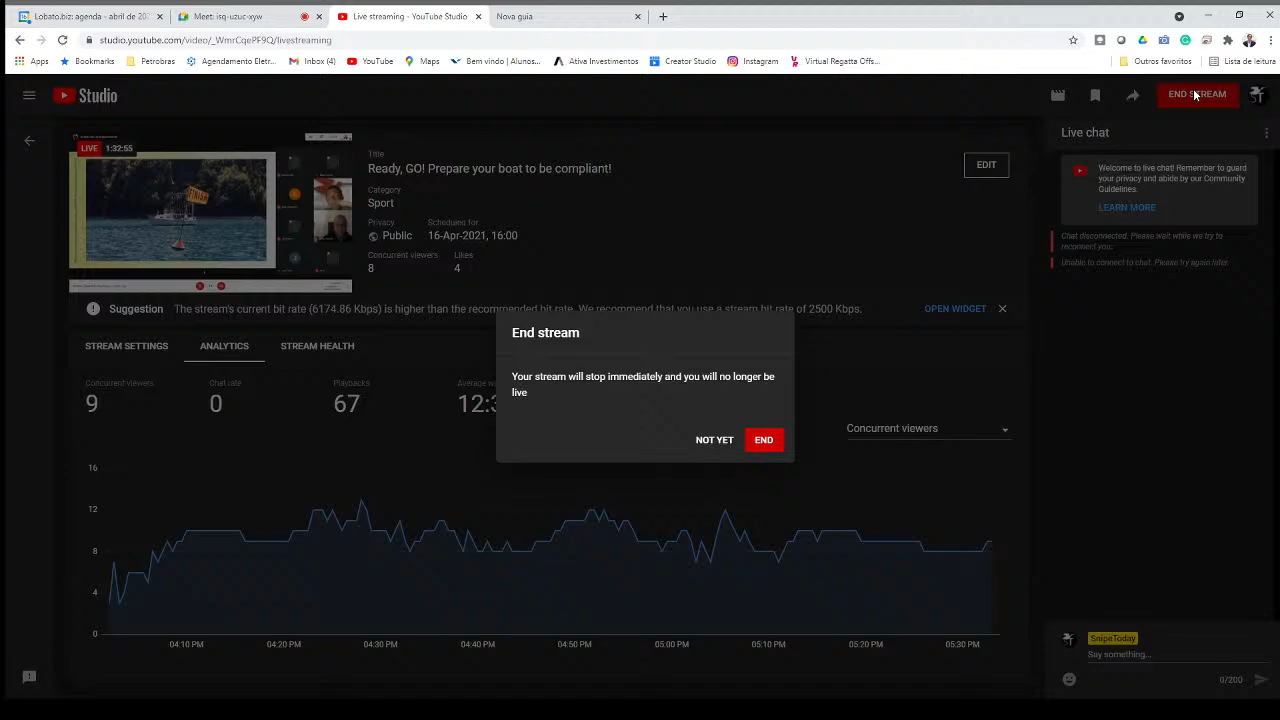 Lobato.biz: agenda - abril de 202
Meet: isq-uzuc-xyw
Live streaming - YouTube Studio
Nova guia
studio.youtube.com/video/_WmrCqePF9Q/livestreaming
Apps
Bookmarks
Petrobras
Agendamento Eletr...
Inbox (4)
YouTube
Maps
Bem vindo | Alunos...
Ativa Investimentos
Creator Studio
Instagram
Virtual Regatta Offs...
Outros favoritos
Lista de leitura
Studio
END STREAM
LIVE 1:32:55
FINISH
Title
Ready, GO! Prepare your boat to be compliant!
EDIT
Category
Sport
Privacy
Scheduled for
Public
16-Apr-2021, 16:00
Concurrent viewers
Likes
8
4
Live chat
Welcome to live chat! Remember to guard
your privacy and abide by our Community
Guidelines.
LEARN MORE
Chat disconnected. Please wait while we try to
reconnect you.
Unable to connect to chat. Please try again later.
Suggestion
The stream's current bit rate (6174.86 Kbps) is higher than the recommended bit rate. We recommend that you use a stream bit rate of 2500 Kbps.
OPEN WIDGET
STREAM SETTINGS
ANALYTICS
STREAM HEALTH
End stream
Your stream will stop immediately and you will no longer be
live
NOT YET
END
Concurrent viewers
9
Chat rate
0
Playbacks
67
Average w
12:3
Concurrent viewers
16
12
8
4
0
04:10 PM
04:20 PM
04:30 PM
04:40 PM
04:50 PM
05:00 PM
05:10 PM
05:20 PM
05:30 PM
SnipeToday
Say something...
0/200